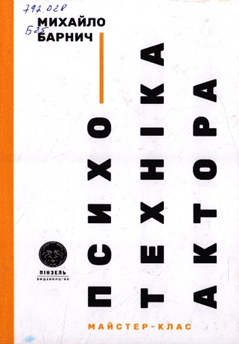 792.028
Б25
МИХАЙЛО
БАРНИЧ
ПСИХО
ТЕХНІКА
АКТОРА
ПІНЗЕЛЬ
ВИДАВНИЦТВО
МАЙСТЕР-КЛАС